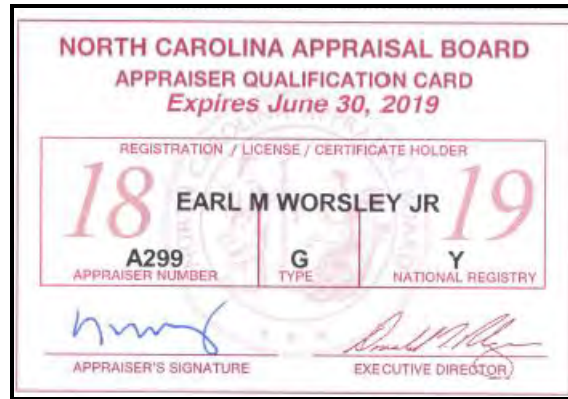 NORTH CAROLINA APPRAISAL BOARD
APPRAISER QUALIFICATION CARD
Expires June 30, 2019
REGISTRATION / LICENSE / CERTIFICATE HOLDER
18 EARL M WORSLEY JR 19
A299 G Y
APPRAISER NUMBER TYPE NATIONAL REGISTRY
APPRAISER'S SIGNATURE EXECUTIVE DIRECTOR